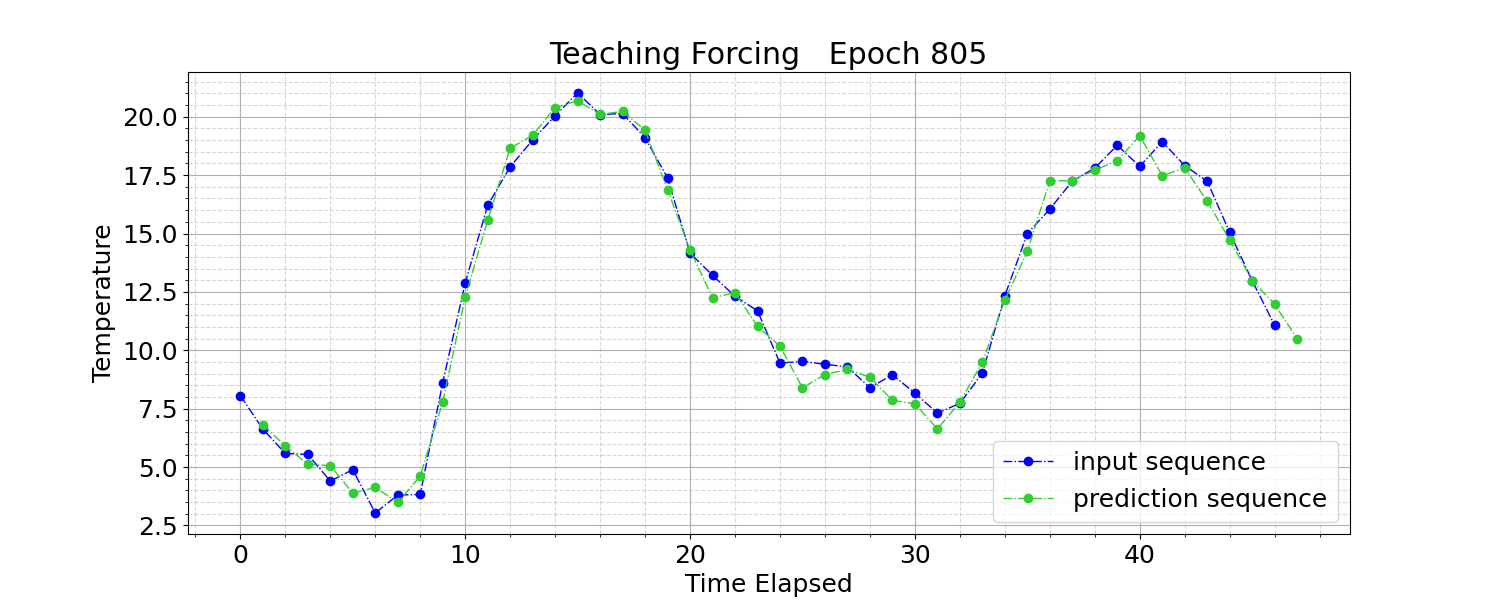 Teaching Forcing   Epoch 805
Temperature
20.0
17.5
15.0
12.5
10.0
7.5
5.0
2.5
input sequence
prediction sequence
0 10 20 30 40
Time Elapsed